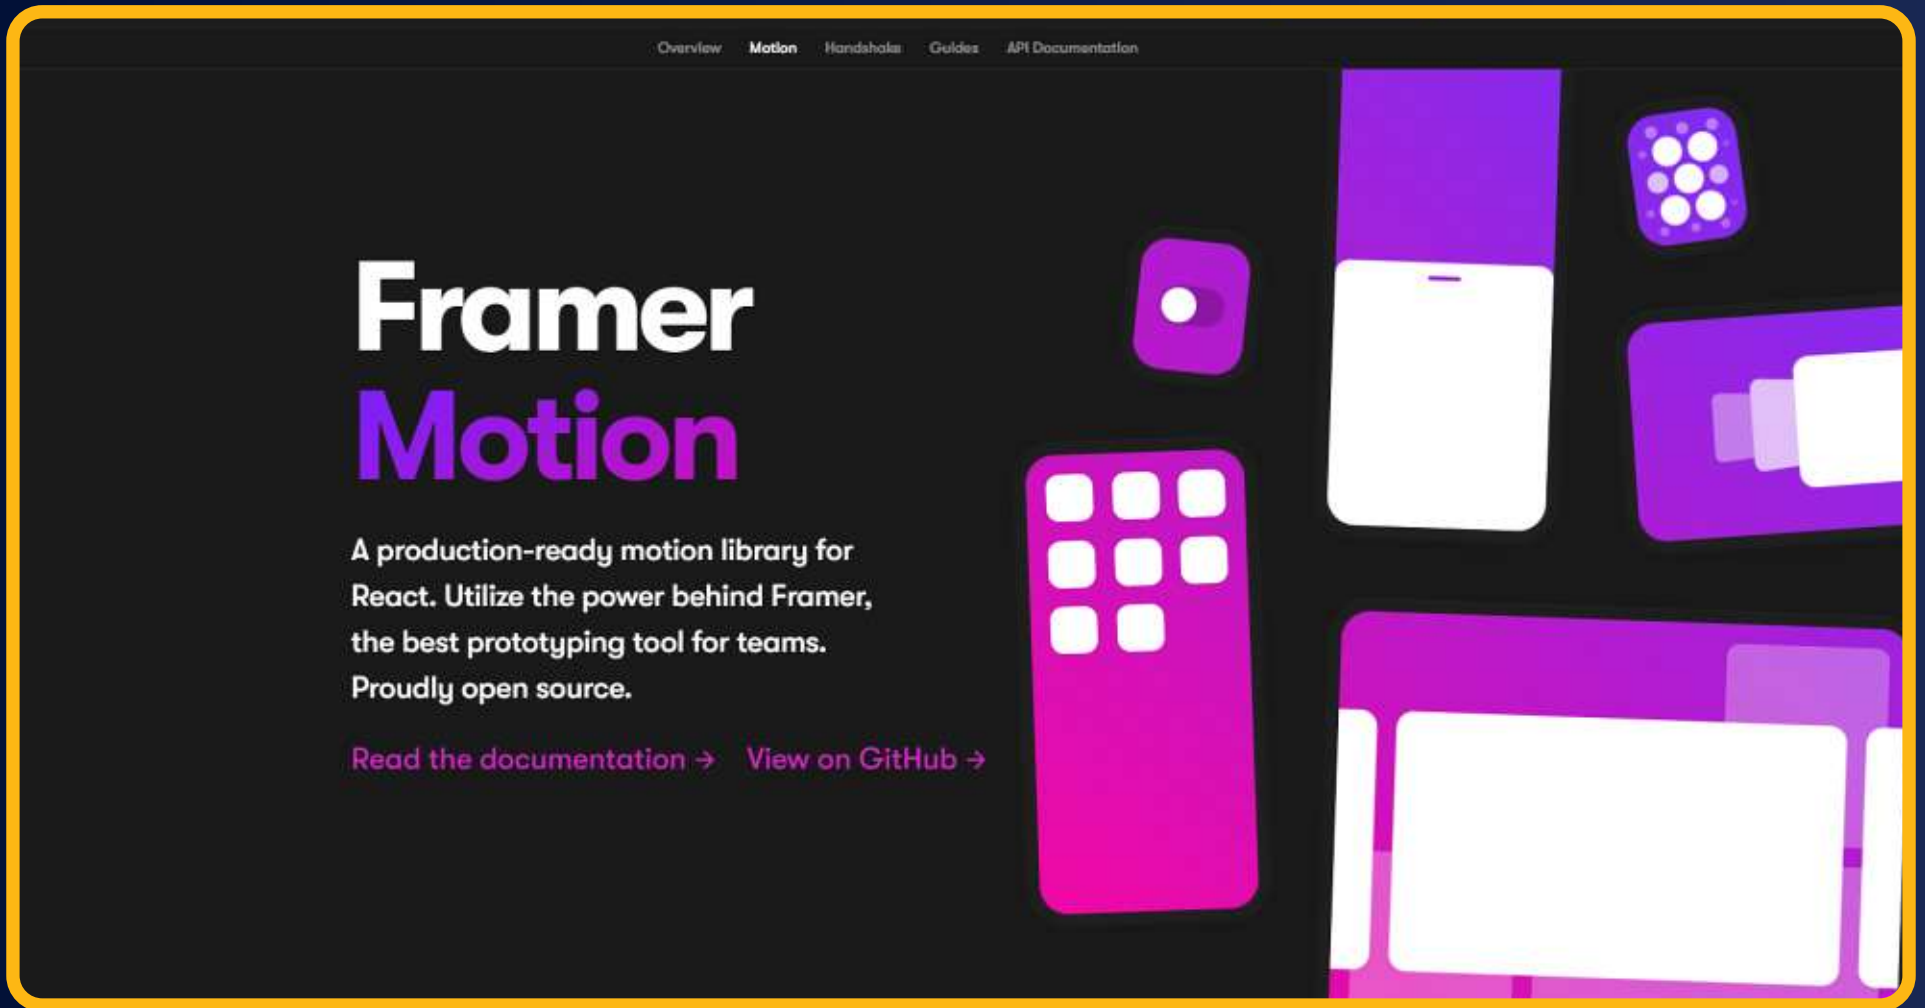 Overview Motion Handshake Guides API Documentation
Framer
Motion
A production-ready motion library for
React. Utilize the power behind Framer,
the best prototyping tool for teams.
Proudly open source.
Read the documentation → View on GitHub →